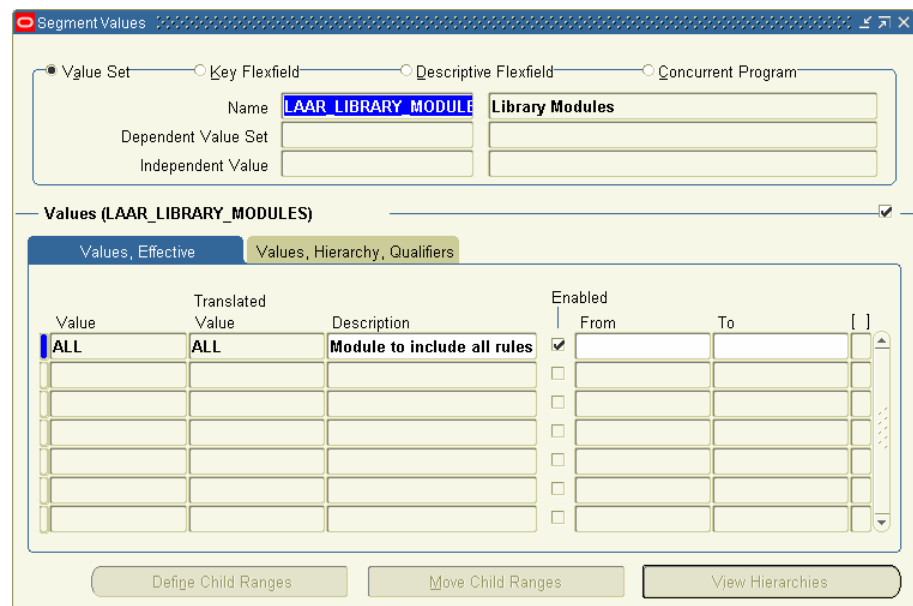 Segment Values
Value Set Key Flexfield Descriptive Flexfield Concurrent Program
Name LAAR_LIBRARY_MODULE Library Modules
Dependent Value Set
Independent Value
Values (LAAR_LIBRARY_MODULES)
Values, Effective Values, Hierarchy, Qualifiers
Translated Enabled
Value Value Description From To [ ]
ALL ALL Module to include all rules
Define Child Ranges Move Child Ranges View Hierarchies